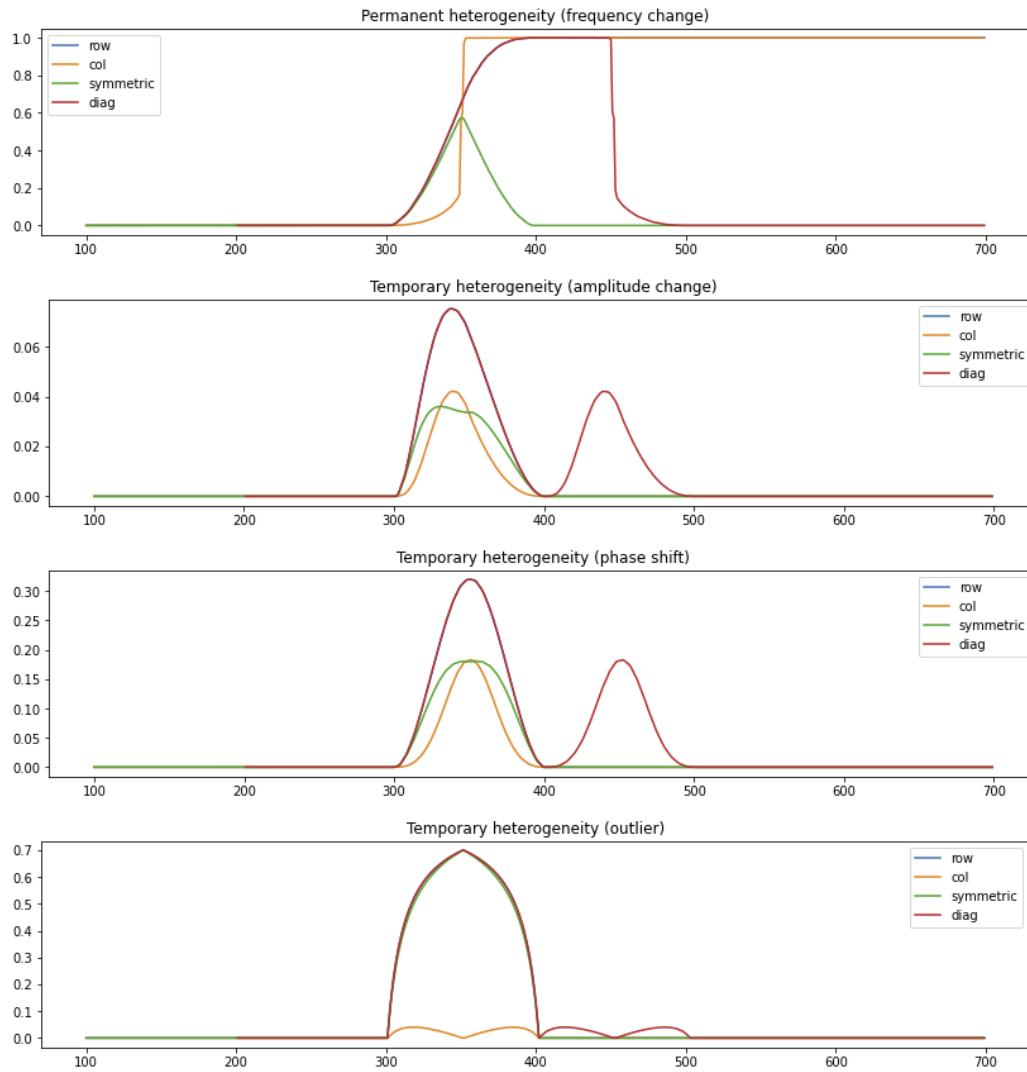 Permanent heterogeneity (frequency change)
1.0
0.8
0.6
0.4
0.2
0.0
row
col
symmetric
diag
100 200 300 400 500 600 700
Temporary heterogeneity (amplitude change)
0.06
0.04
0.02
0.00
row
col
symmetric
diag
100 200 300 400 500 600 700
Temporary heterogeneity (phase shift)
0.30
0.25
0.20
0.15
0.10
0.05
0.00
row
col
symmetric
diag
100 200 300 400 500 600 700
Temporary heterogeneity (outlier)
0.7
0.6
0.5
0.4
0.3
0.2
0.1
0.0
row
col
symmetric
diag
100 200 300 400 500 600 700